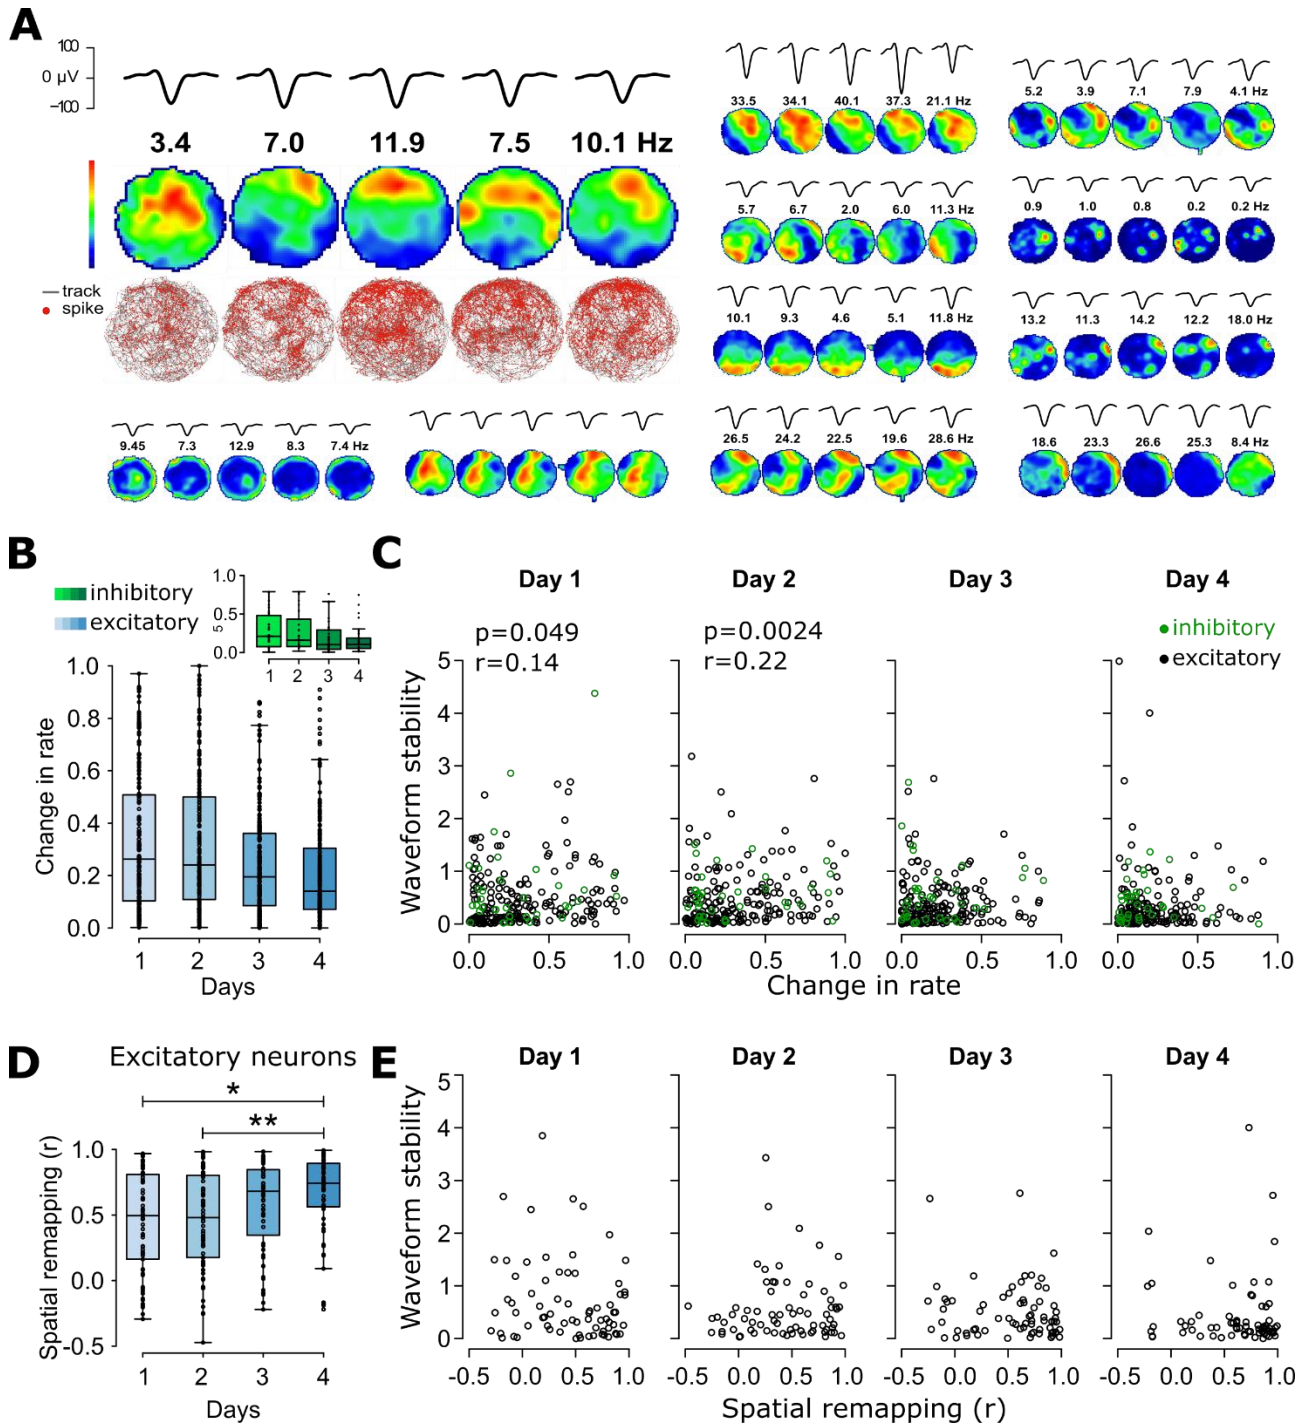 A
100
0 µV
−100
3.4 7.0 11.9 7.5 10.1 Hz
track
spike
9.45 7.3 12.9 8.3 7.4 Hz
33.5 34.1 40.1 37.3 21.1 Hz
5.7 6.7 2.0 6.0 11.3 Hz
10.1 9.3 4.6 5.1 11.8 Hz
26.5 24.2 22.5 19.6 28.6 Hz
5.2 3.9 7.1 7.9 4.1 Hz
0.9 1.0 0.8 0.2 0.2 Hz
13.2 11.3 14.2 12.2 18.0 Hz
18.6 23.3 26.6 25.3 8.4 Hz
B
inhibitory
excitatory
1.0
0.5
0.0
5
1 2 3 4
Change in rate
1.0
0.8
0.6
0.4
0.2
0.0
1 2 3 4
Days
C
Day 1 Day 2 Day 3 Day 4
p=0.049
r=0.14
p=0.0024
r=0.22
inhibitory
excitatory
Waveform stability
5
4
3
2
1
0
0.0 0.5 1.0 0.0 0.5 1.0 0.0 0.5 1.0 0.0 0.5 1.0
Change in rate
D
Excitatory neurons
*
**
Spatial remapping (r)
1.0
0.5
0.0
-0.5
1 2 3 4
Days
E
Day 1 Day 2 Day 3 Day 4
Waveform stability
5
4
3
2
1
0
-0.5 0.0 0.5 1.0 -0.5 0.0 0.5 1.0 -0.5 0.0 0.5 1.0 -0.5 0.0 0.5 1.0
Spatial remapping (r)